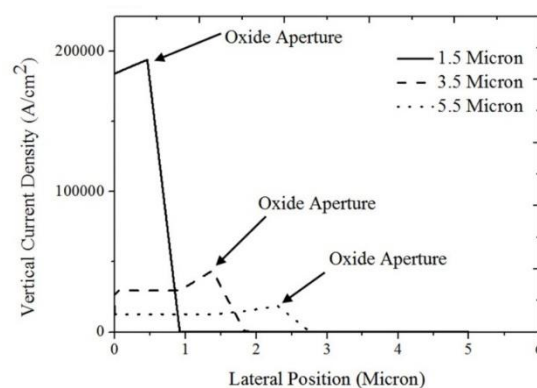 Oxide Aperture
200000
1.5 Micron
3.5 Micron
5.5 Micron
Vertical Current Density (A/cm²)
100000
Oxide Aperture
Oxide Aperture
0
0 1 2 3 4 5 6
Lateral Position (Micron)